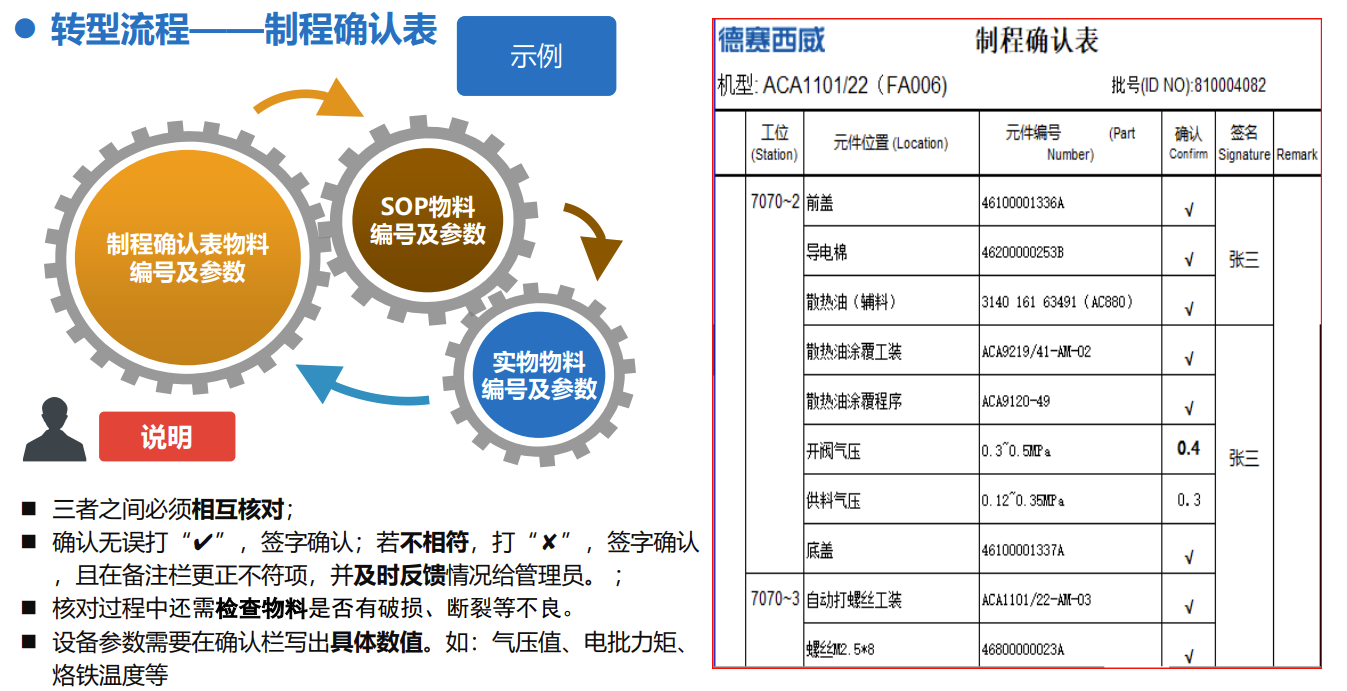 转型流程——制程确认表
示例
制程确认表物料
编号及参数
SOP物料
编号及参数
实物物料
编号及参数
说明
■ 三者之间必须相互核对；
■ 确认无误打“✔”，签字确认；若不相符，打“✘”，签字确认
，且在备注栏更正不符项，并及时反馈情况给管理员。；
■ 核对过程中还需检查物料是否有破损、断裂等不良。
■ 设备参数需要在确认栏写出具体数值。如：气压值、电批力矩、
烙铁温度等
德赛西威 制程确认表
机型: ACA1101/22（FA006) 批号(ID NO):810004082
工位 元件位置 (Location) 元件编号 (Part 确认 签名
(Station) Number) Confirm Signature Remark
7070~2 前盖 46100001336A √
导电棉 46200000253B √ 张三
散热油（辅料） 3140 161 63491（AC880） √
散热油涂覆工装 ACA9219/41-AM-02 √
散热油涂覆程序 ACA9120-49 √
开阀气压 0.3~0.5MPa 0.4 张三
供料气压 0.12~0.35MPa 0.3
底盖 46100001337A √
7070~3 自动打螺丝工装 ACA1101/22-AM-03 √
螺丝M2.5*8 46800000023A √